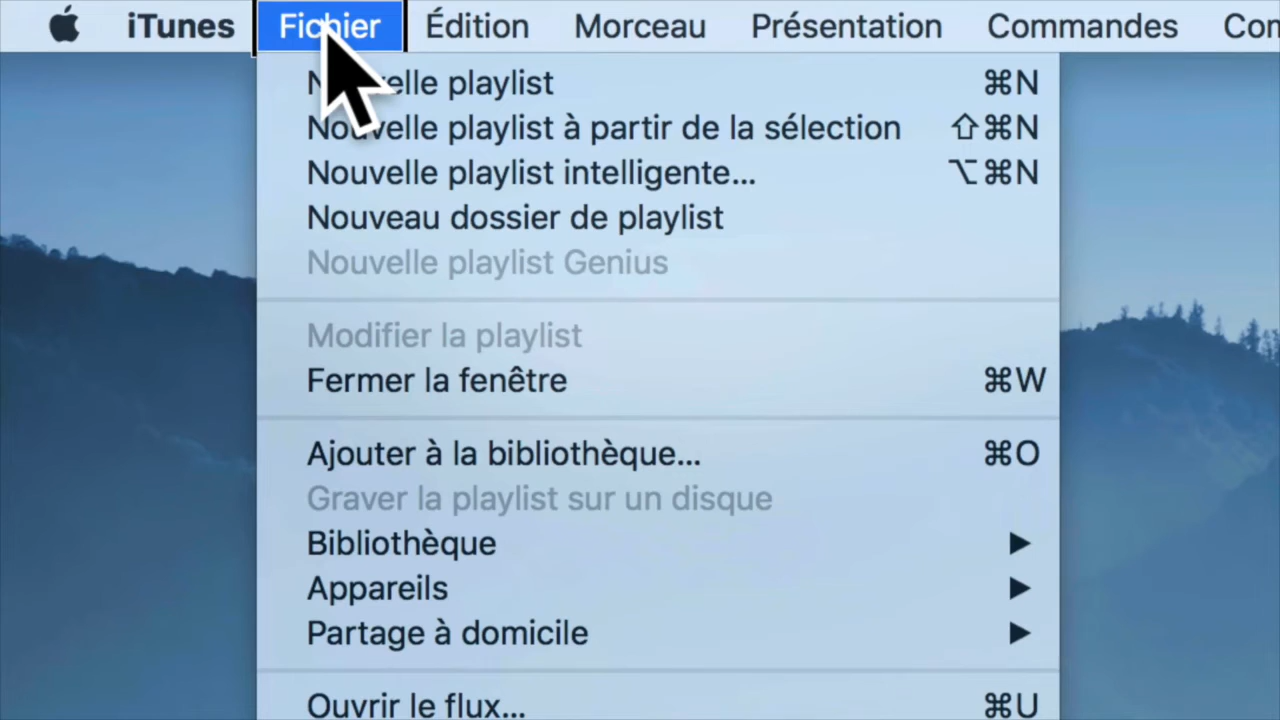 iTunes Fichier Édition Morceau Présentation Commandes
Nouvelle playlist ⌘N
Nouvelle playlist à partir de la sélection ⇧⌘N
Nouvelle playlist intelligente... ⌥⌘N
Nouveau dossier de playlist
Nouvelle playlist Genius
Modifier la playlist
Fermer la fenêtre ⌘W
Ajouter à la bibliothèque... ⌘O
Graver la playlist sur un disque
Bibliothèque ▶
Appareils ▶
Partage à domicile ▶
Ouvrir le flux... ⌘U